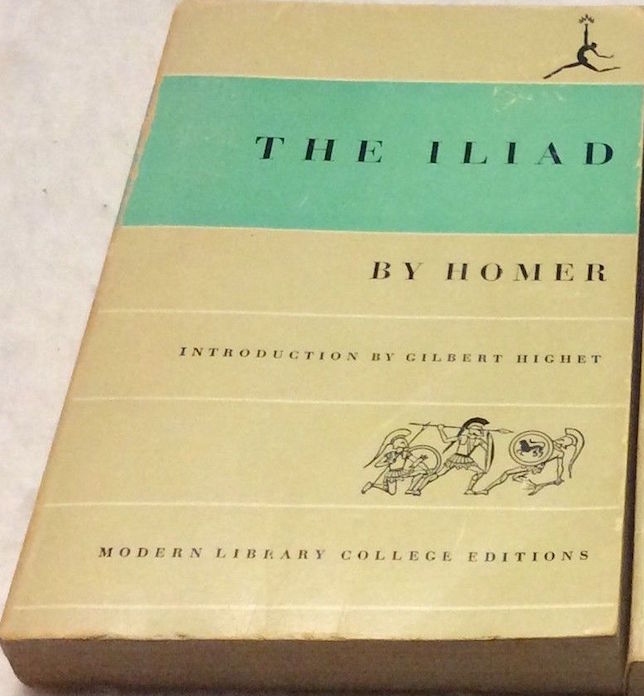 THE ILIAD
BY HOMER
INTRODUCTION BY GILBERT HIGHET
MODERN LIBRARY COLLEGE EDITIONS